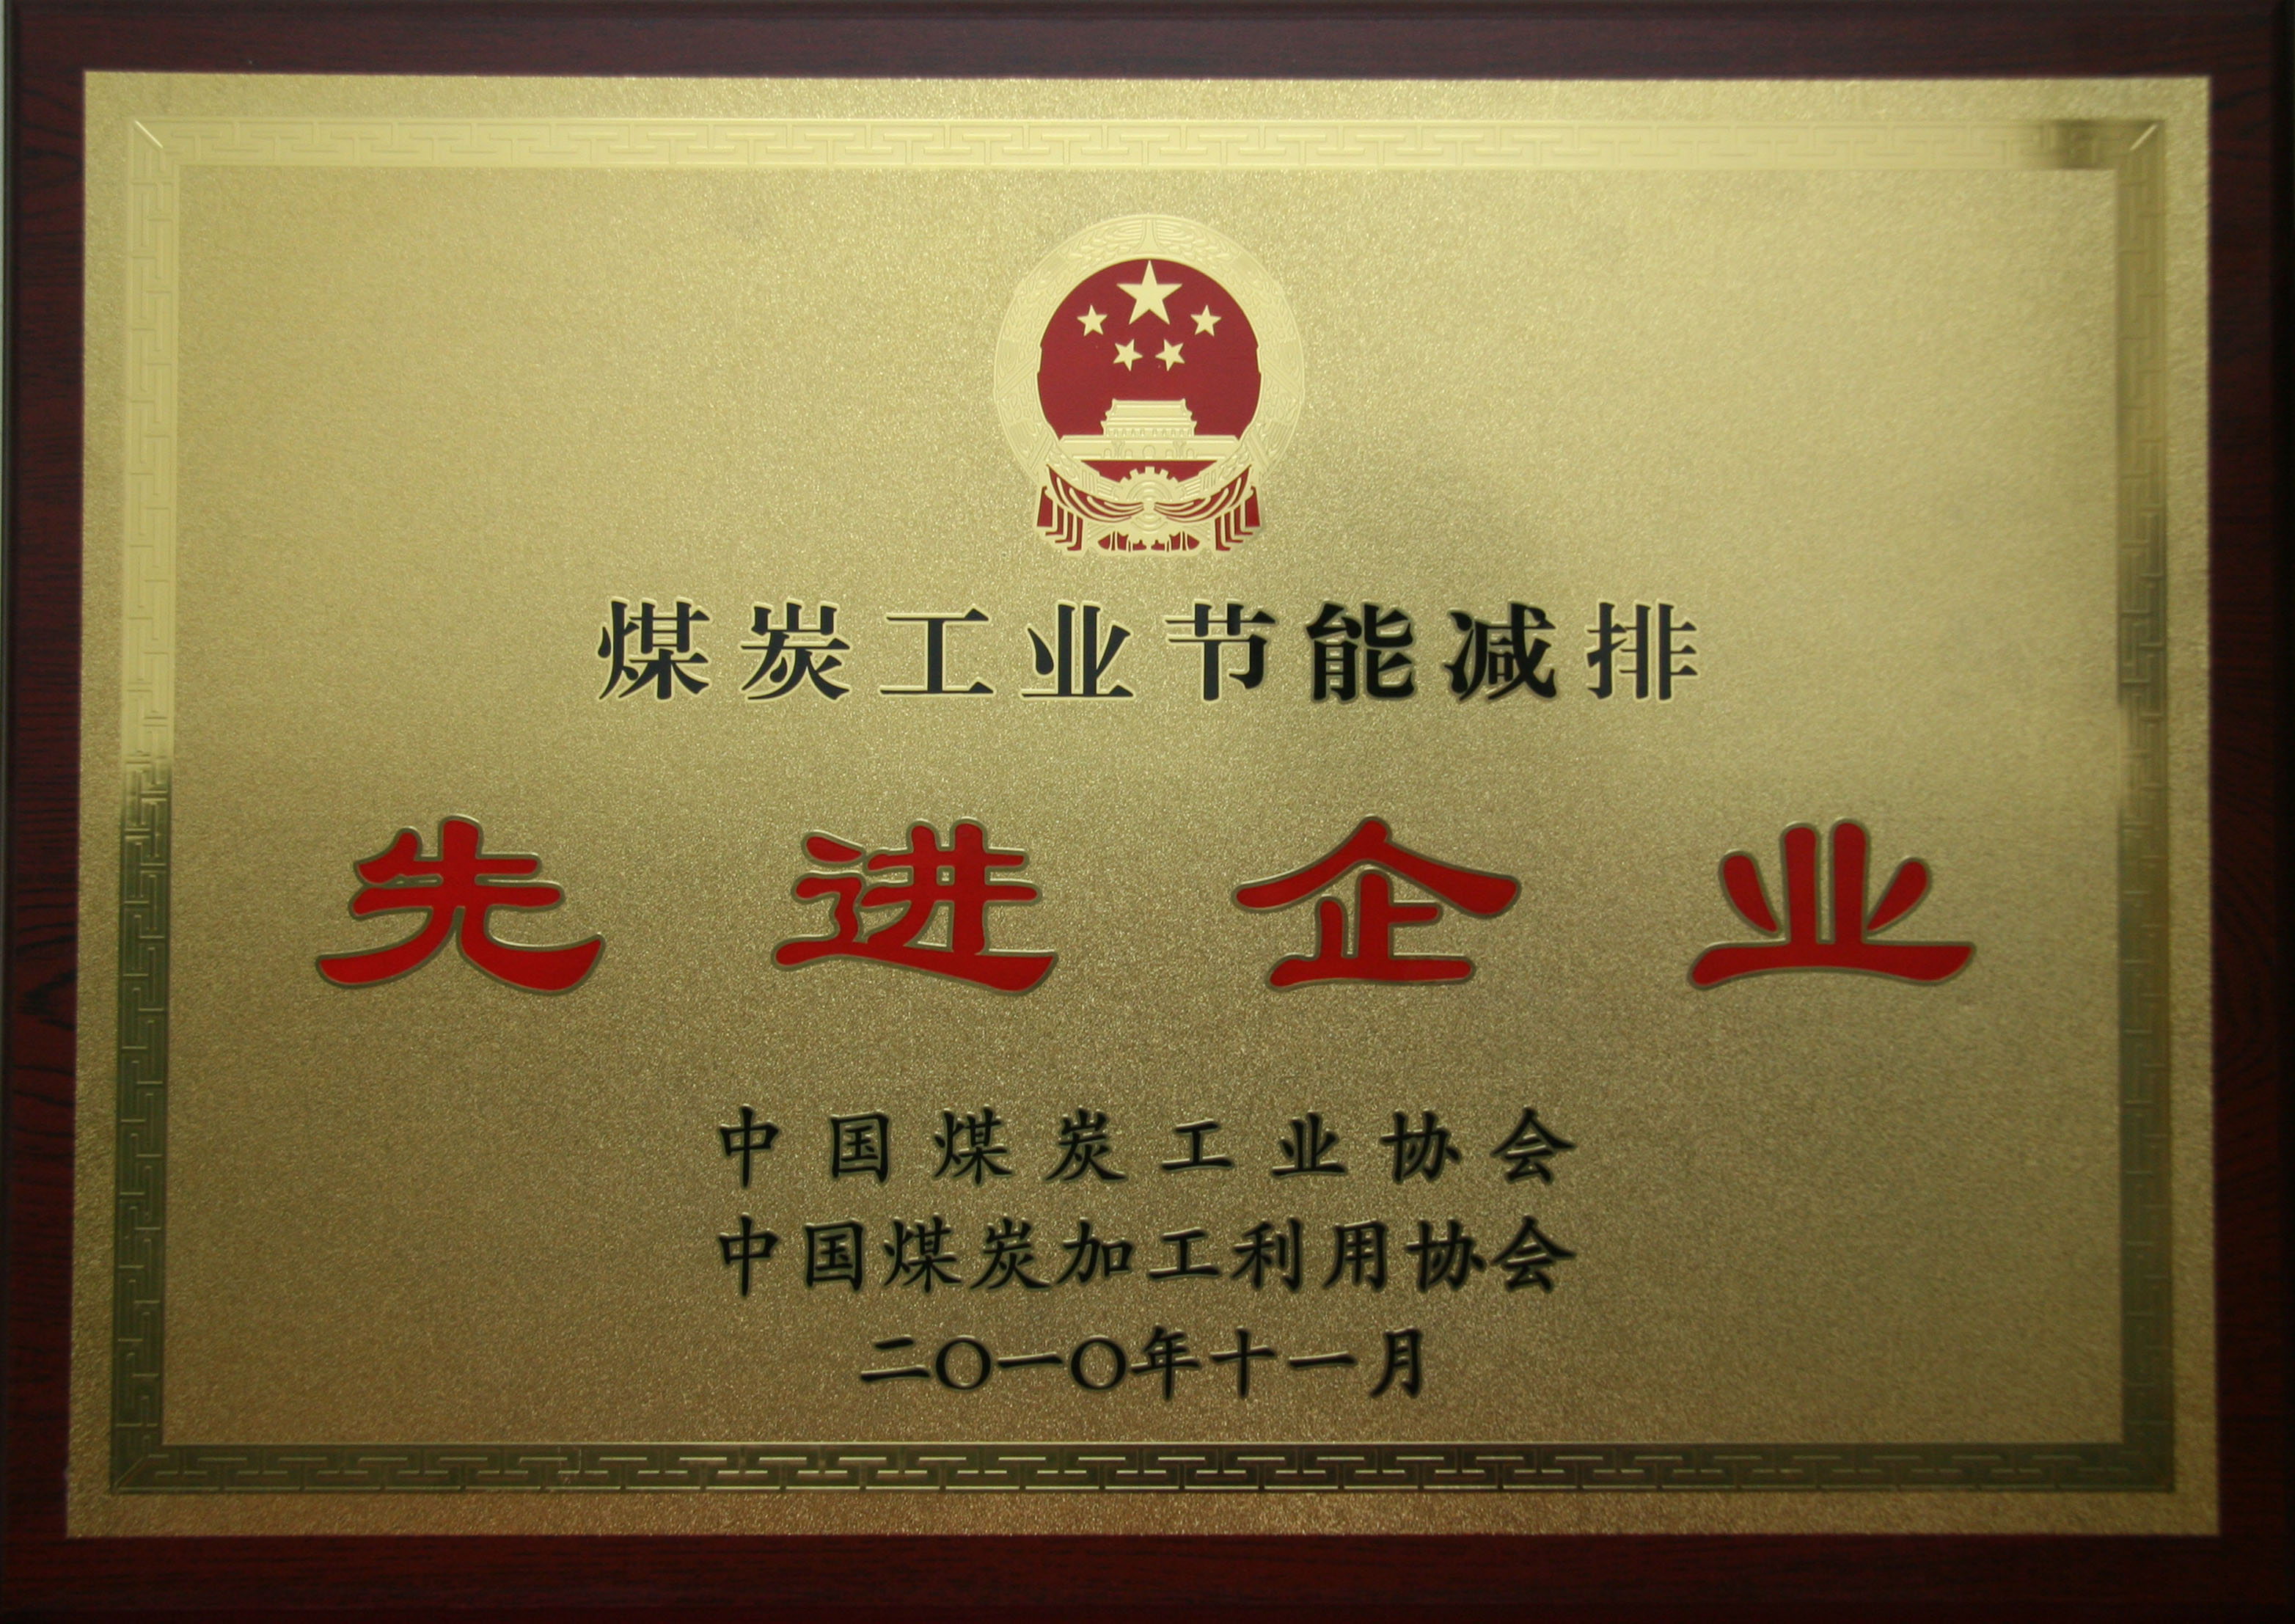 煤炭工业节能减排
先进企业
中国煤炭工业协会
中国煤炭加工利用协会
二〇一〇年十一月